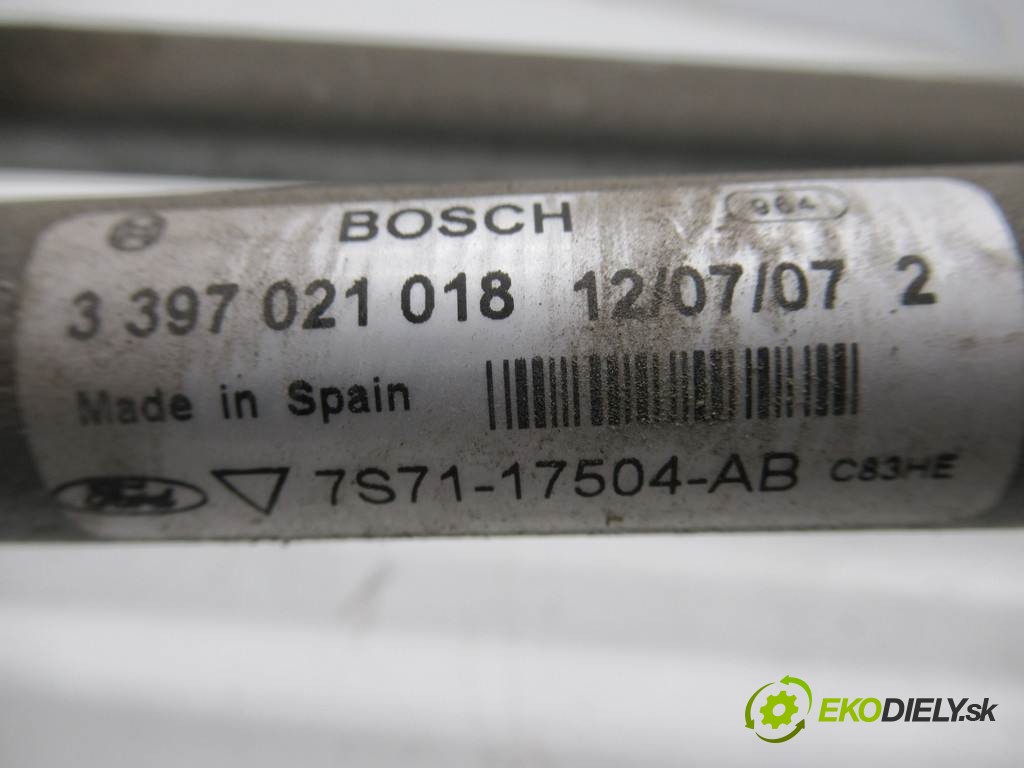 BOSCH 964
3 397 021 018 12/07/07 2
Made in Spain
Ford 7S71-17504-AB C83HE
EKODIELY.sk